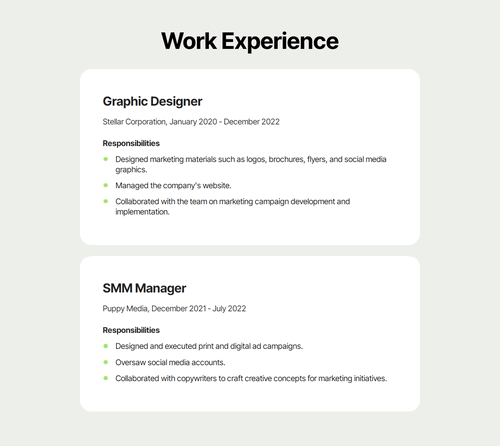 Work Experience
Graphic Designer
Stellar Corporation, January 2020 - December 2022
Responsibilities
Designed marketing materials such as logos, brochures, flyers, and social media
graphics.
Managed the company's website.
Collaborated with the team on marketing campaign development and
implementation.
SMM Manager
Puppy Media, December 2021 - July 2022
Responsibilities
Designed and executed print and digital ad campaigns.
Oversaw social media accounts.
Collaborated with copywriters to craft creative concepts for marketing initiatives.